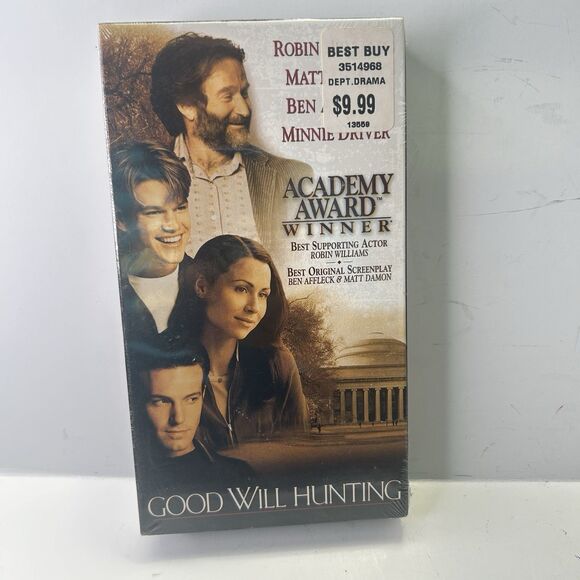 ROBIN
MATT
BEN
MINNIE DRIVER
BEST BUY
3514968
DEPT.DRAMA
$9.99
13559
ACADEMY
AWARD™
WINNER®
BEST SUPPORTING ACTOR
ROBIN WILLIAMS
BEST ORIGINAL SCREENPLAY
BEN AFFLECK & MATT DAMON
GOOD WILL HUNTING